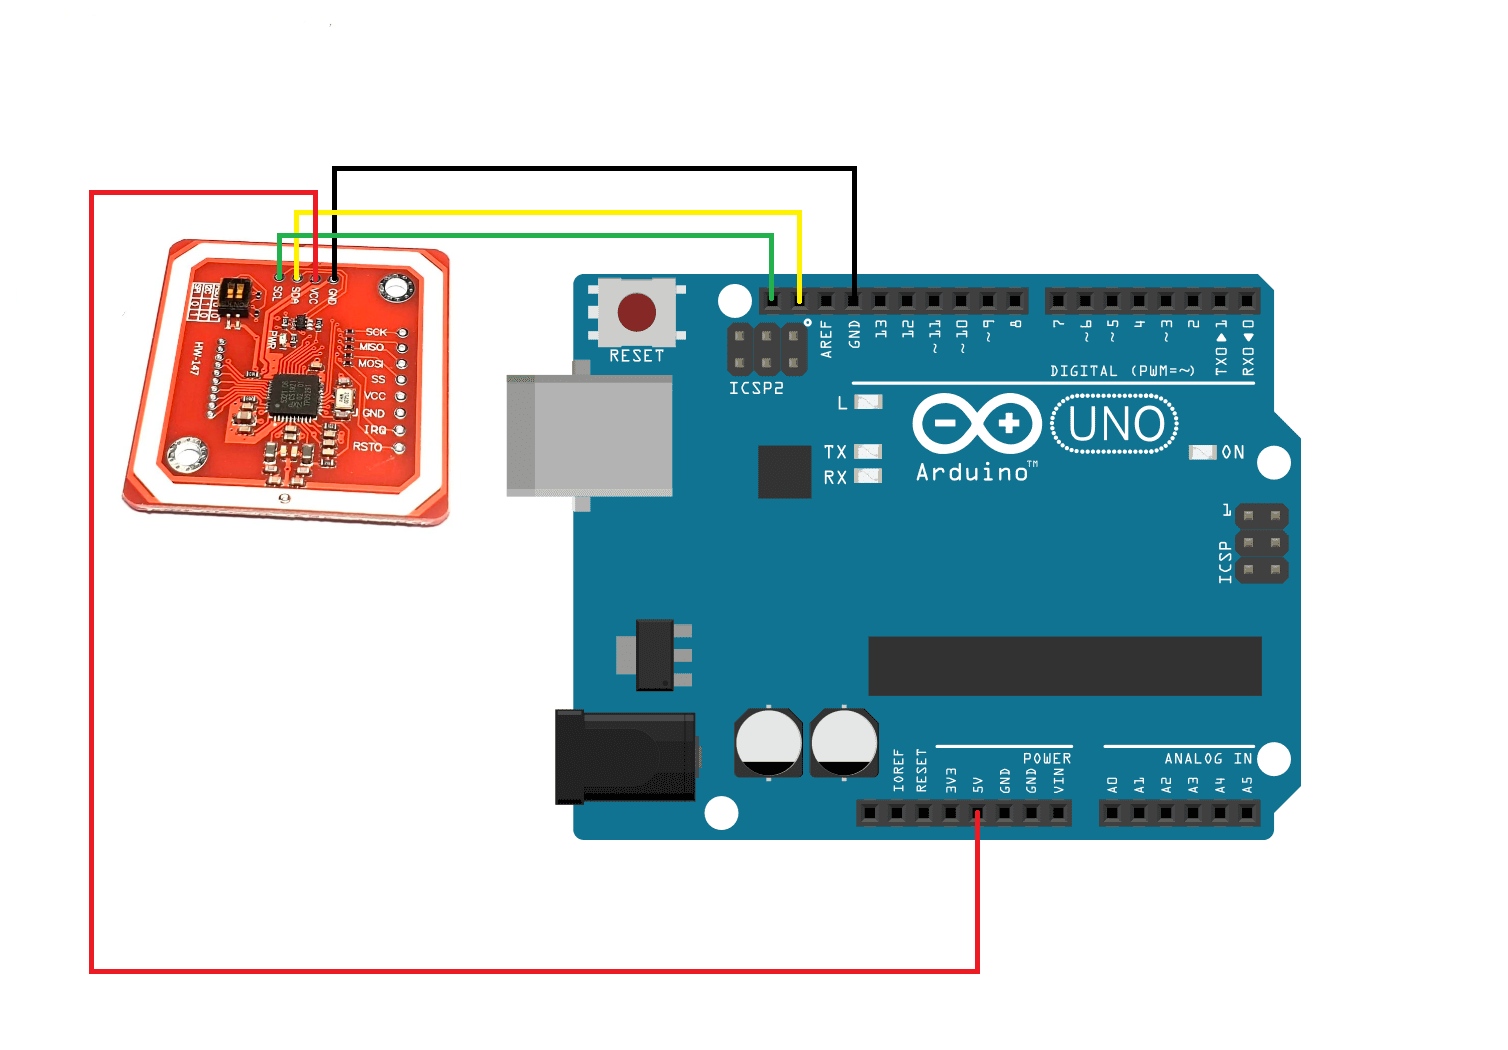 SCL
SDA
VCC
GND
HW-147
PWR
SCK
MISO
MOSI
SS
VCC
GND
IRQ
RSTO
RESET
ICSP2
AREF
GND
13
12
~11
~10
~9
8
7
~6
~5
4
~3
2
TX0▶1
RX0◀0
DIGITAL (PWM=~)
L
TX
RX
Arduino™
UNO
ON
1
ICSP
IOREF
RESET
3V3
5V
GND
GND
VIN
POWER
A0
A1
A2
A3
A4
A5
ANALOG IN